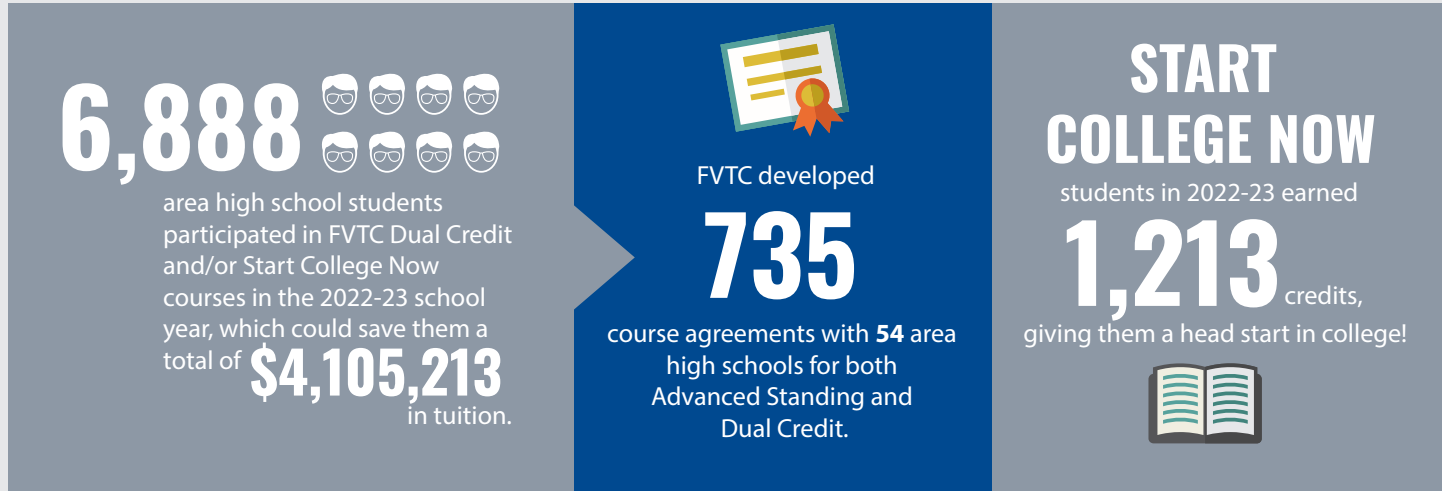 6,888
area high school students
participated in FVTC Dual Credit
and/or Start College Now
courses in the 2022-23 school
year, which could save them a
total of $4,105,213
in tuition.
FVTC developed
735
course agreements with 54 area
high schools for both
Advanced Standing and
Dual Credit.
START
COLLEGE NOW
students in 2022-23 earned
1,213 credits,
giving them a head start in college!